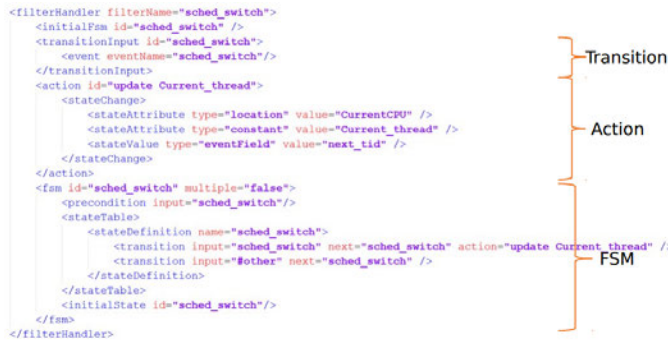 <filterHandler filterName="sched_switch">
<initialFsm id="sched_switch" />
<transitionInput id="sched_switch">
<event eventName="sched_switch"/>
</transitionInput>
<action id="update Current_thread">
<stateChange>
<stateAttribute type="location" value="CurrentCPU" />
<stateAttribute type="constant" value="Current_thread" />
<stateValue type="eventField" value="next_tid" />
</stateChange>
</action>
<fsm id="sched_switch" multiple="false">
<precondition input="sched_switch"/>
<stateTable>
<stateDefinition name="sched_switch">
<transition input="sched_switch" next="sched_switch" action="update Current_thread" /
<transition input="#other" next="sched_switch" />
</stateDefinition>
</stateTable>
<initialState id="sched_switch"/>
</fsm>
</filterHandler>
Transition
Action
FSM